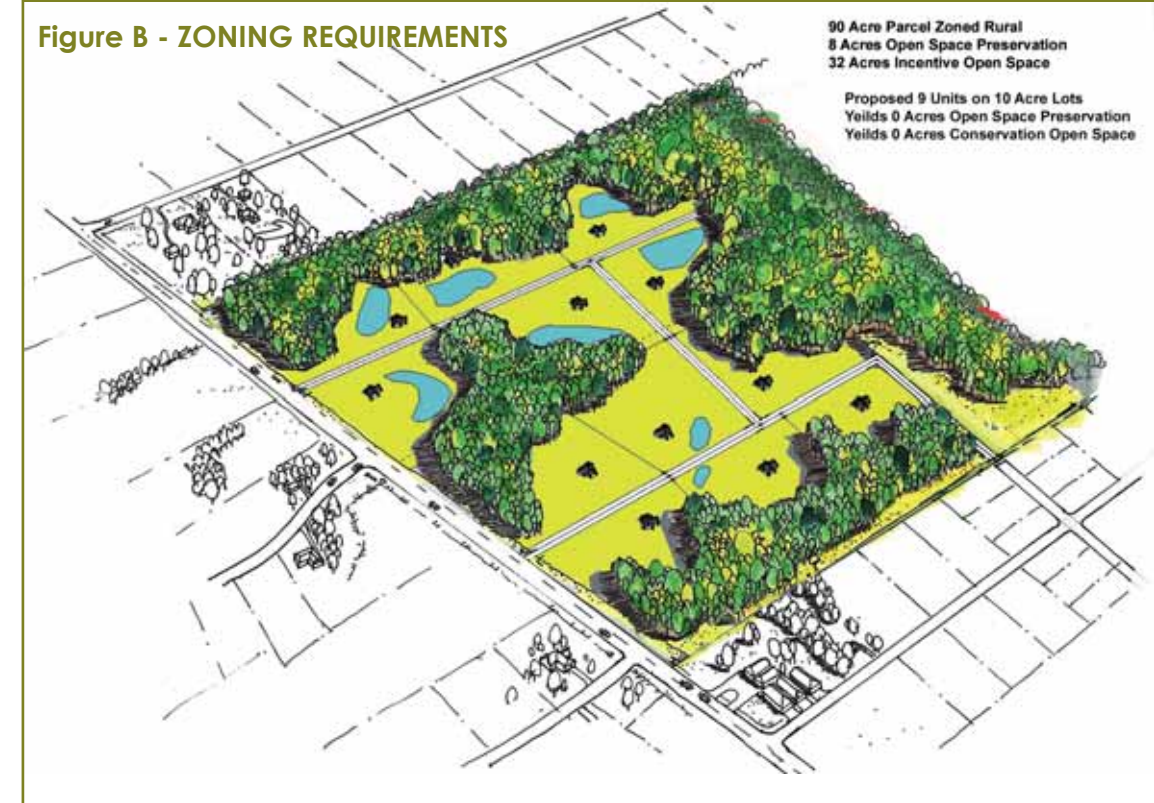 Figure B - ZONING REQUIREMENTS
90 Acre Parcel Zoned Rural
8 Acres Open Space Preservation
32 Acres Incentive Open Space
Proposed 9 Units on 10 Acre Lots
Yeilds 0 Acres Open Space Preservation
Yeilds 0 Acres Conservation Open Space